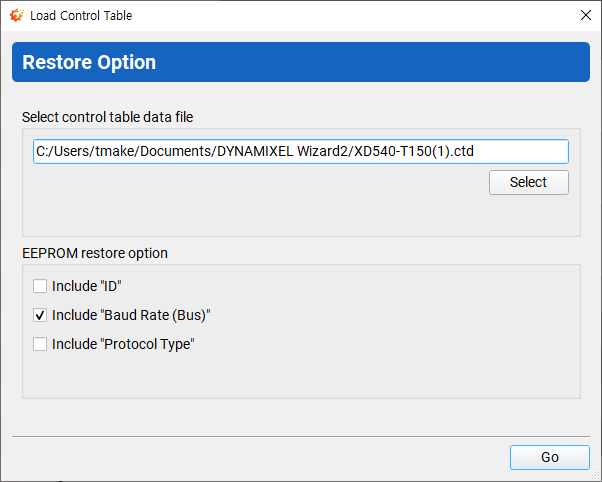 Load Control Table
Restore Option
Select control table data file
C:/Users/tmake/Documents/DYNAMIXEL Wizard2/XD540-T150(1).ctd
Select
EEPROM restore option
Include "ID"
Include "Baud Rate (Bus)"
Include "Protocol Type"
Go